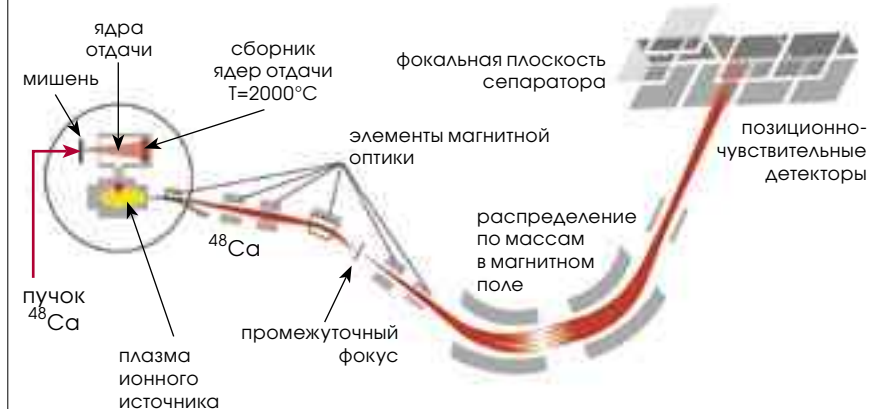 ядра
отдачи
мишень
сборник
ядер отдачи
T=2000°C
фокальная плоскость
сепаратора
позиционно-
чувствительные
детекторы
элементы магнитной
оптики
распределение
по массам
в магнитном
поле
⁴⁸Ca
пучок
⁴⁸Ca
промежуточный
фокус
плазма
ионного
источника